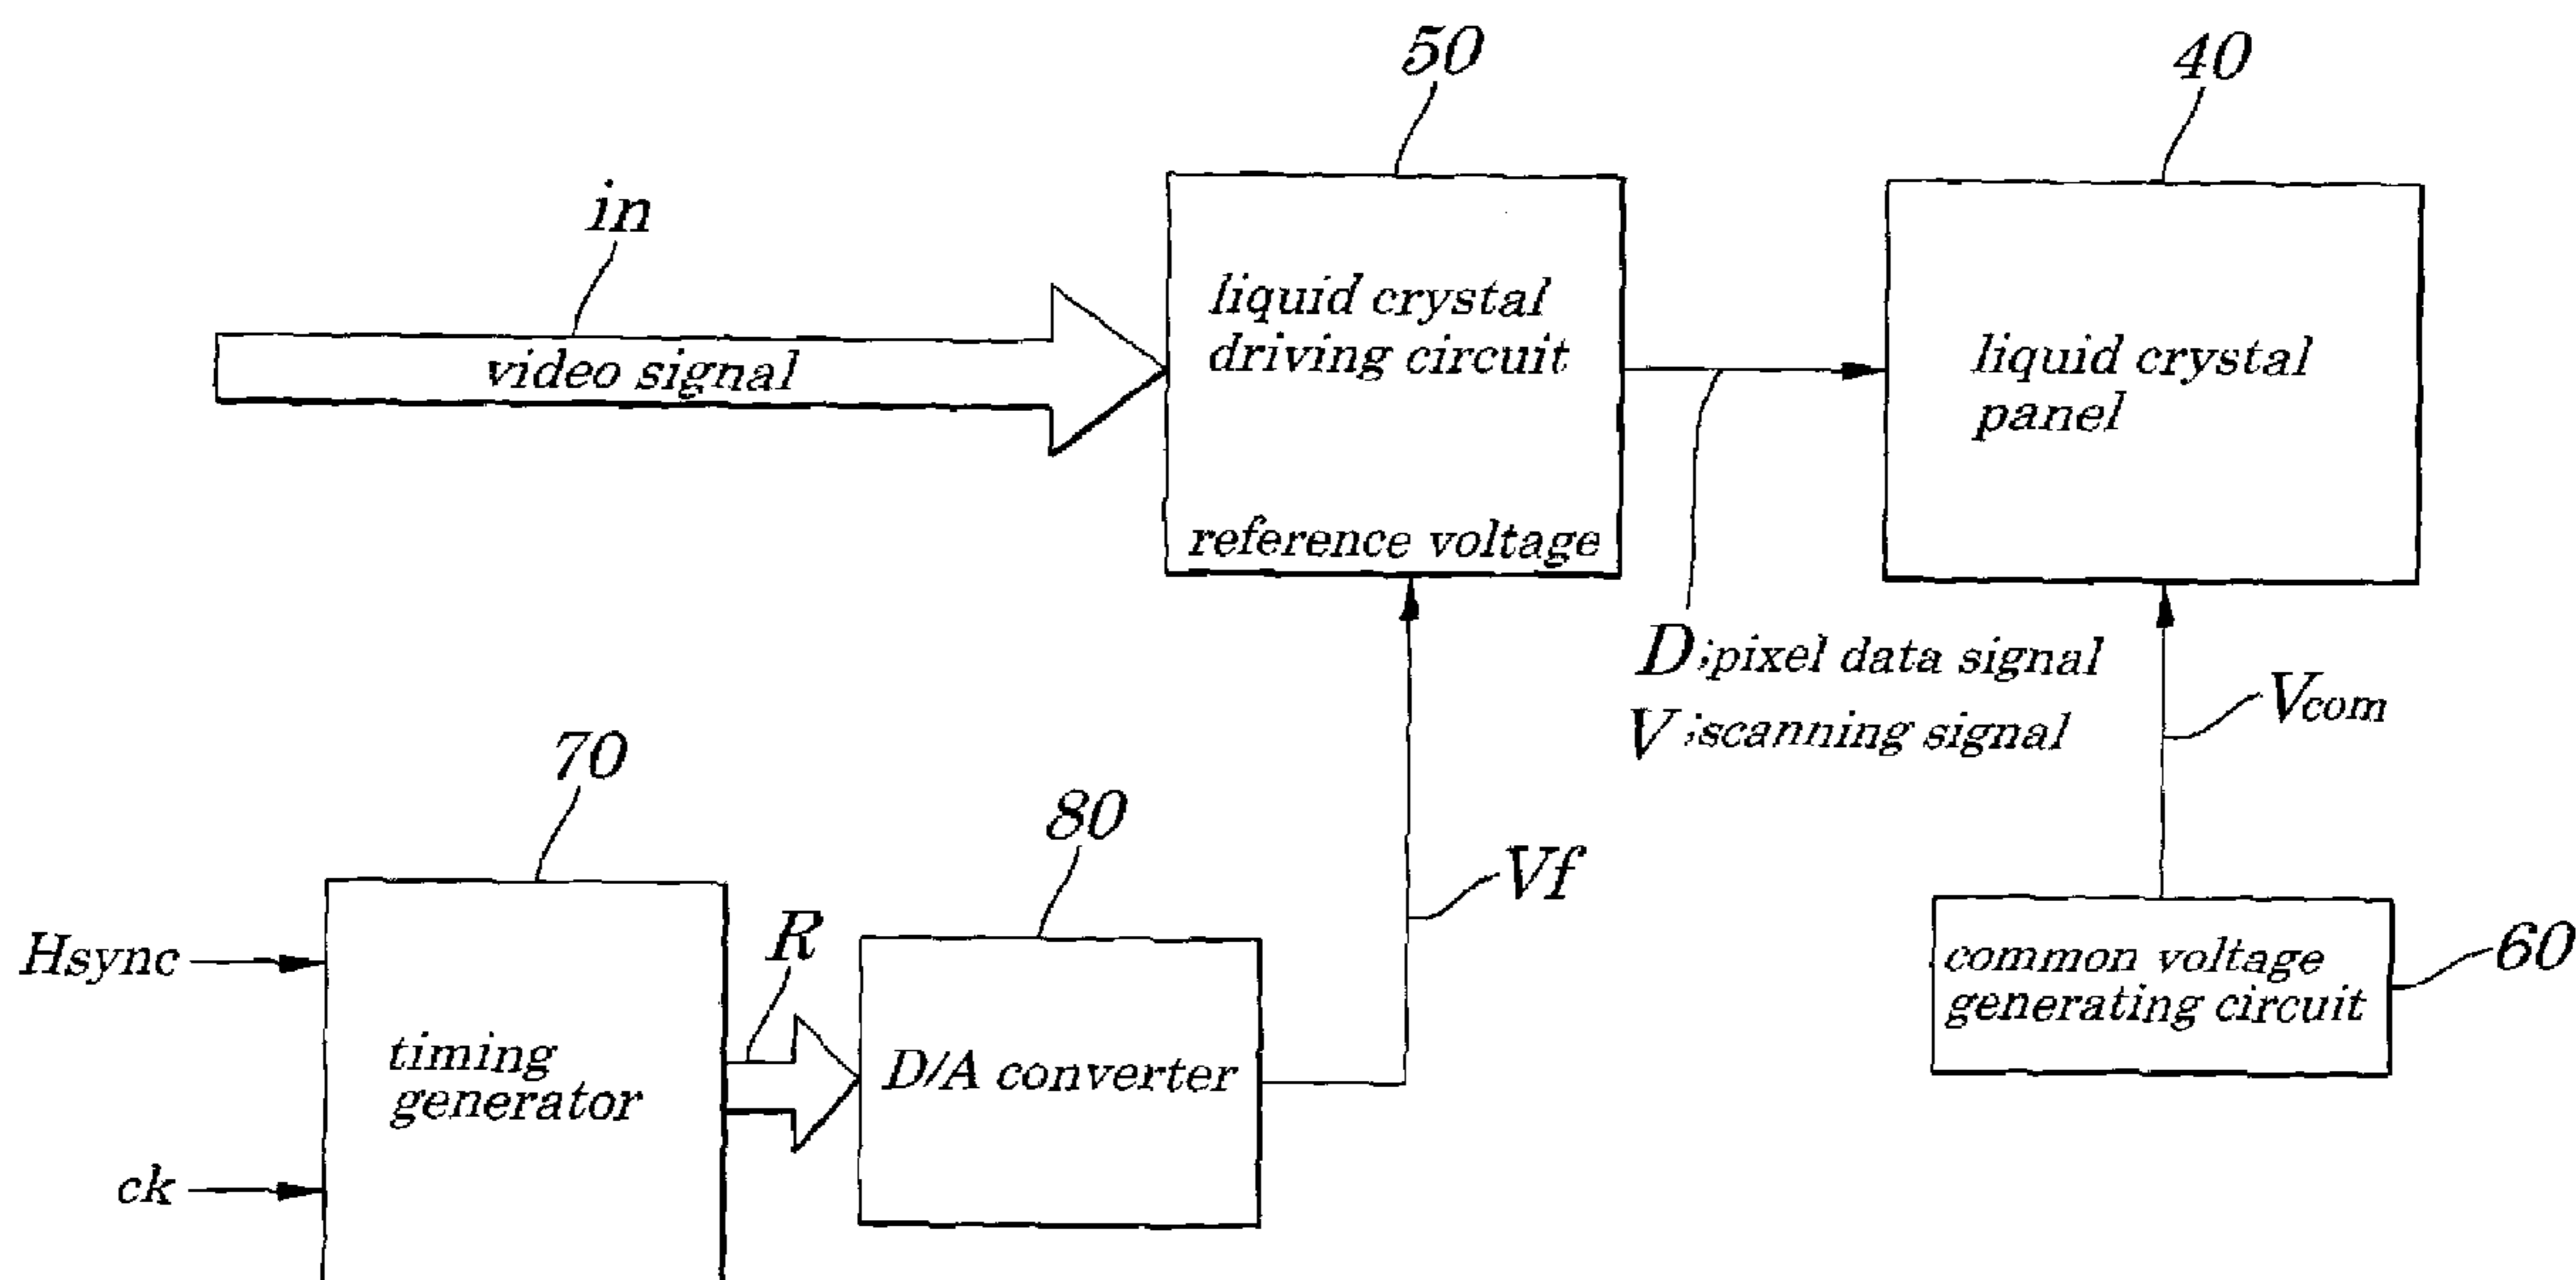 50
40
in
video signal
liquid crystal
driving circuit
reference voltage
liquid crystal
panel
D ;pixel data signal
V ;scanning signal
Vcom
70
80
Vf
R
Hsync
ck
timing
generator
D/A converter
common voltage
generating circuit
60